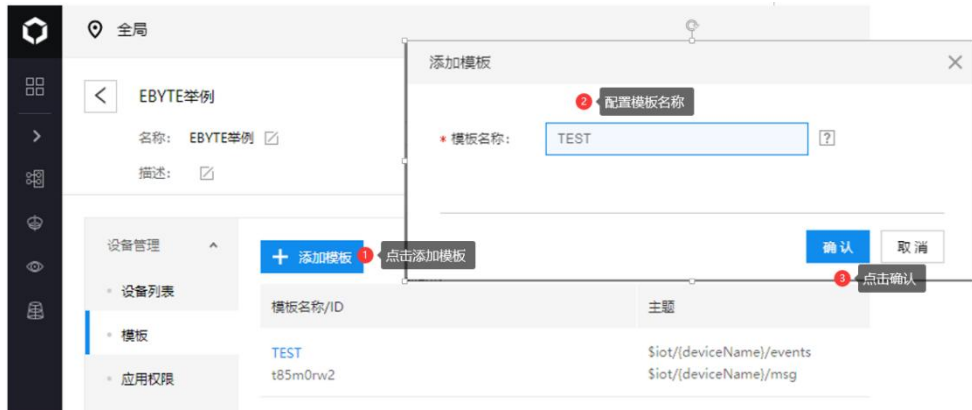 全局
添加模板
EBYTE举例
2 配置模板名称
名称： EBYTE举例
* 模板名称： TEST ?
描述：
设备管理
添加模板 1 点击添加模板
确认 取消
3 点击确认
设备列表
模板名称/ID 主题
模板
TEST $iot/{deviceName}/events
t85m0rw2 $iot/{deviceName}/msg
应用权限